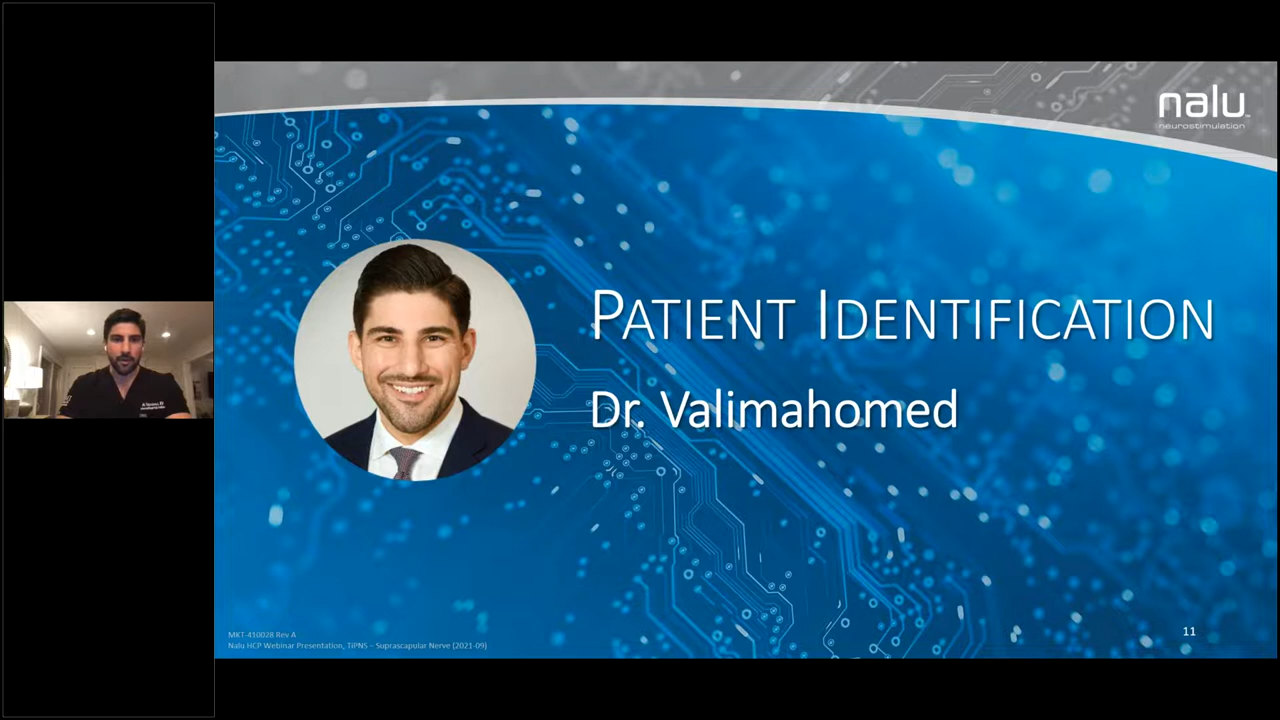 nalu
neurostimulation
PATIENT IDENTIFICATION
Dr. Valimahomed
MKT-410028 Rev A
Nalu HCP Webinar Presentation, TiPNS – Suprascapular Nerve (2021-09)
11